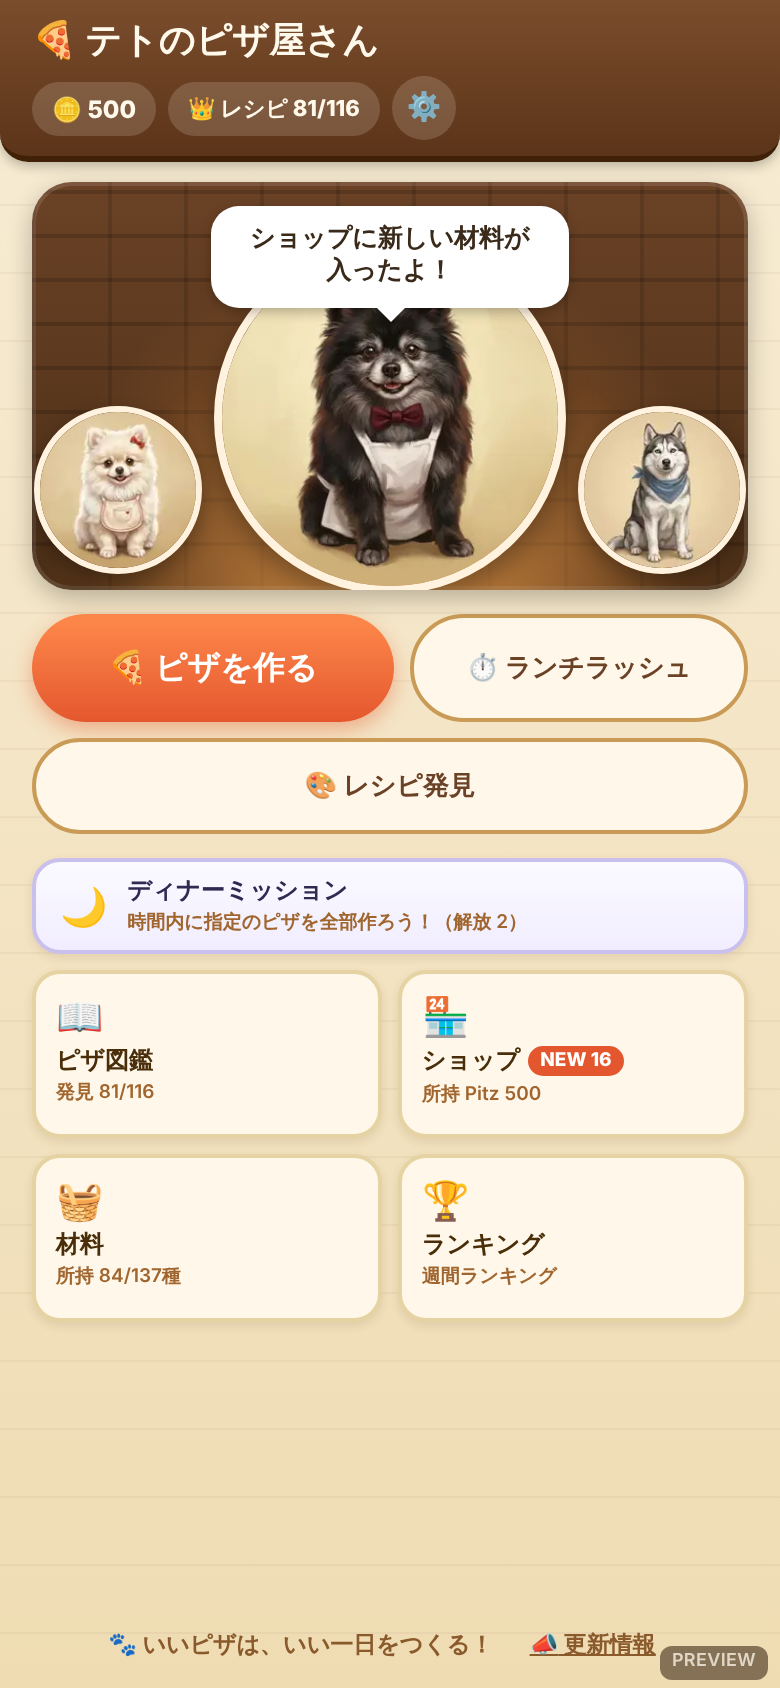 🍕 テトのピザ屋さん
🪙 500
👑 レシピ 81/116
⚙️
ショップに新しい材料が
入ったよ！
🍕 ピザを作る
⏱️ ランチラッシュ
🎨 レシピ発見
🌙 ディナーミッション
時間内に指定のピザを全部作ろう！（解放 2）
📖
ピザ図鑑
発見 81/116
24
ショップ NEW 16
所持 Pitz 500
🧺
材料
所持 84/137種
🏆
ランキング
週間ランキング
🐾 いいピザは、いい一日をつくる！ 📣 更新情報
PREVIEW